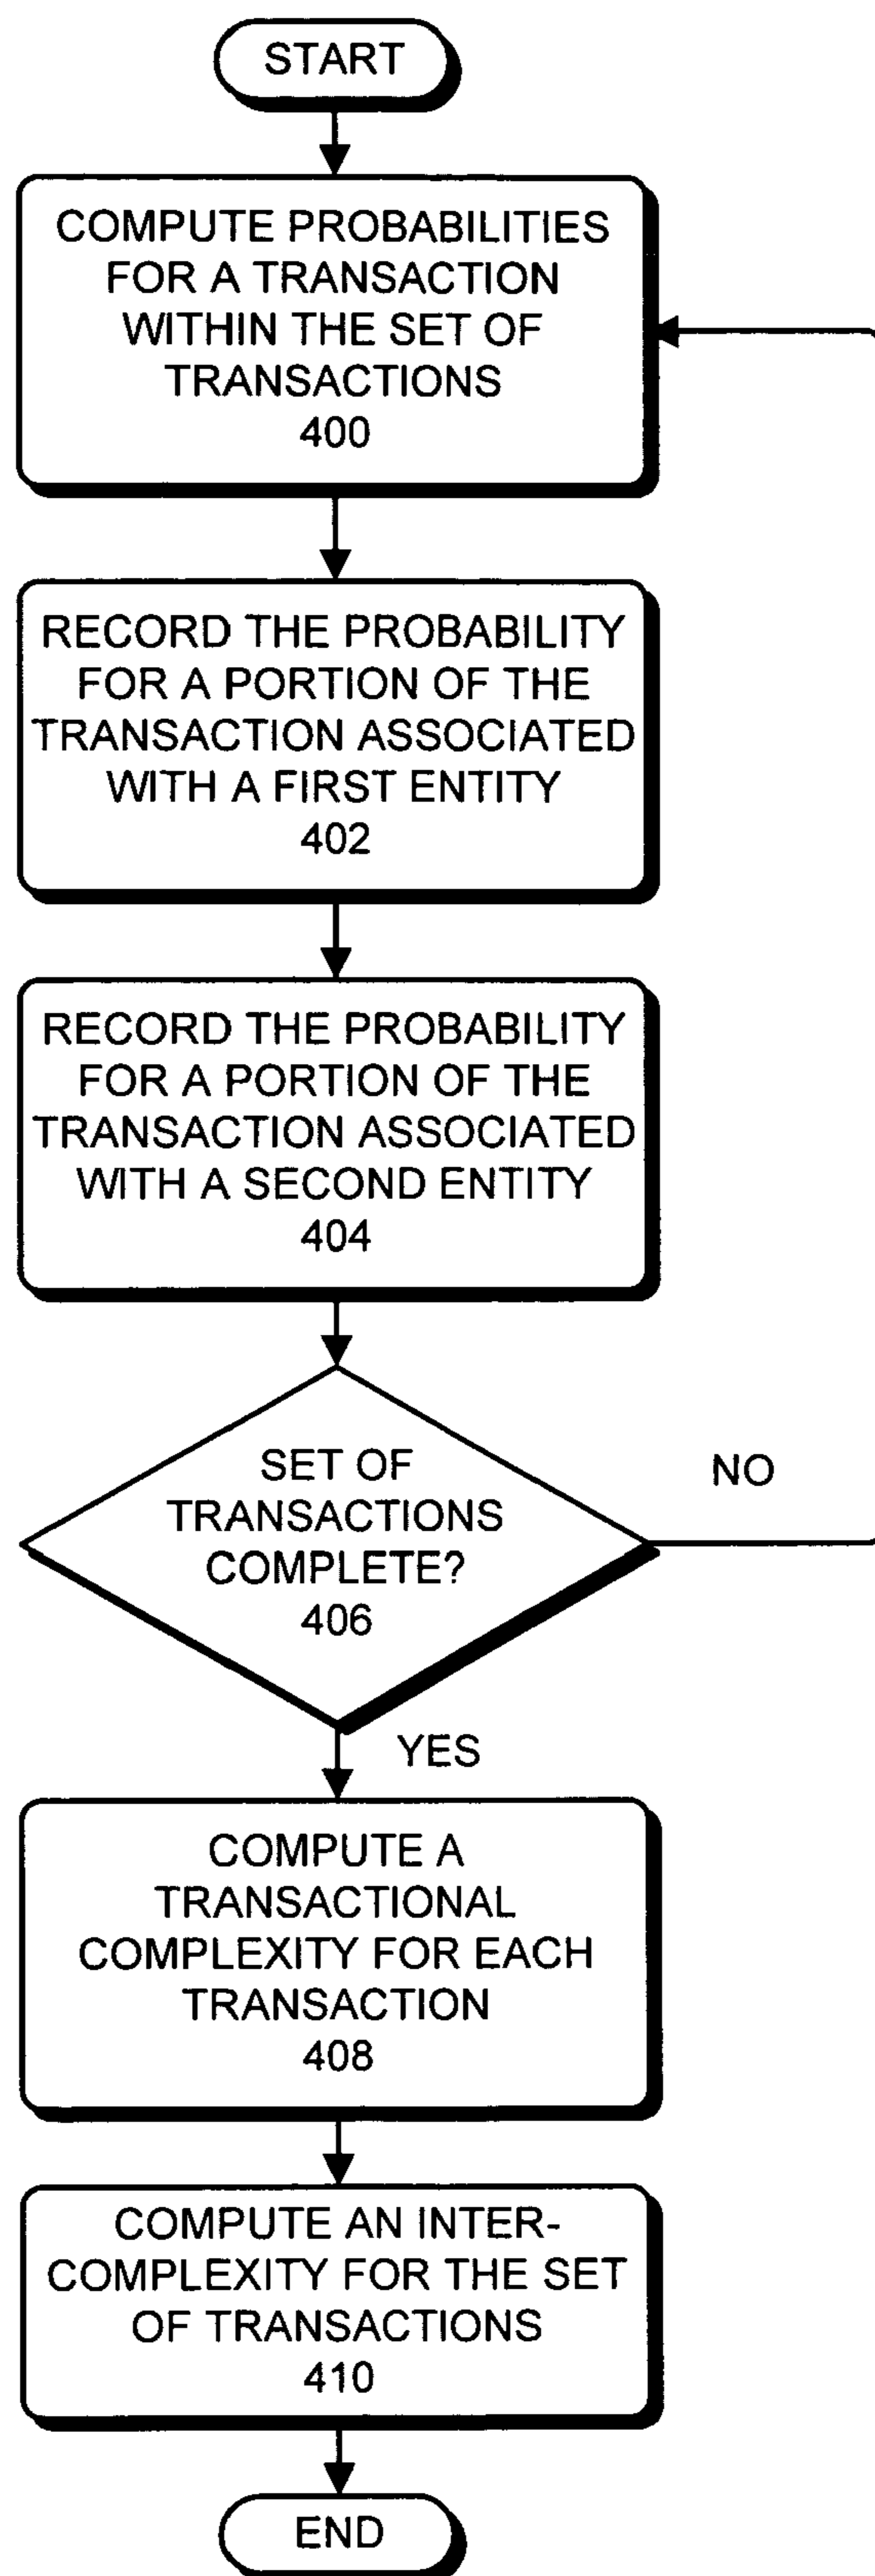 START
COMPUTE PROBABILITIES
FOR A TRANSACTION
WITHIN THE SET OF
TRANSACTIONS
400
RECORD THE PROBABILITY
FOR A PORTION OF THE
TRANSACTION ASSOCIATED
WITH A FIRST ENTITY
402
RECORD THE PROBABILITY
FOR A PORTION OF THE
TRANSACTION ASSOCIATED
WITH A SECOND ENTITY
404
SET OF
TRANSACTIONS
COMPLETE?
406
NO
YES
COMPUTE A
TRANSACTIONAL
COMPLEXITY FOR EACH
TRANSACTION
408
COMPUTE AN INTER-
COMPLEXITY FOR THE SET
OF TRANSACTIONS
410
END